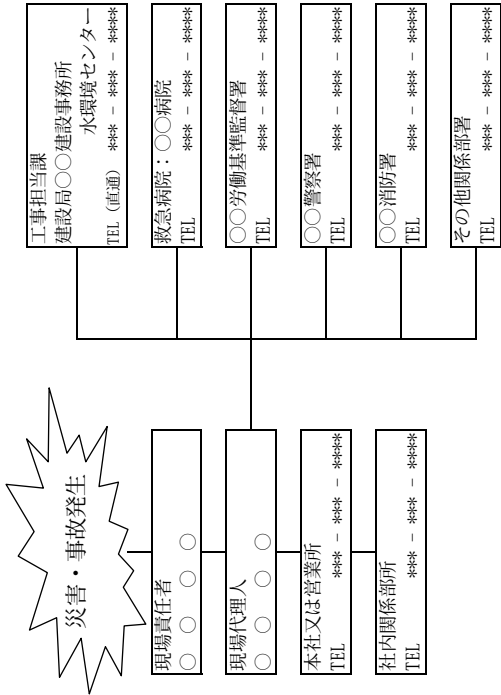 災害・事故発生
現場責任者
○ ○ ○ ○
現場代理人
○ ○ ○ ○
本社又は営業所
TEL *** - *** - ****
社内関係部所
TEL *** - *** - ****
工事担当課
建設局○○建設事務所
水環境センター
TEL (直通) *** - *** - ****
救急病院：○○病院
TEL *** - *** - ****
○○労働基準監督署
TEL *** - *** - ****
○○警察署
TEL *** - *** - ****
○○消防署
TEL *** - *** - ****
その他関係部署
TEL *** - *** - ****